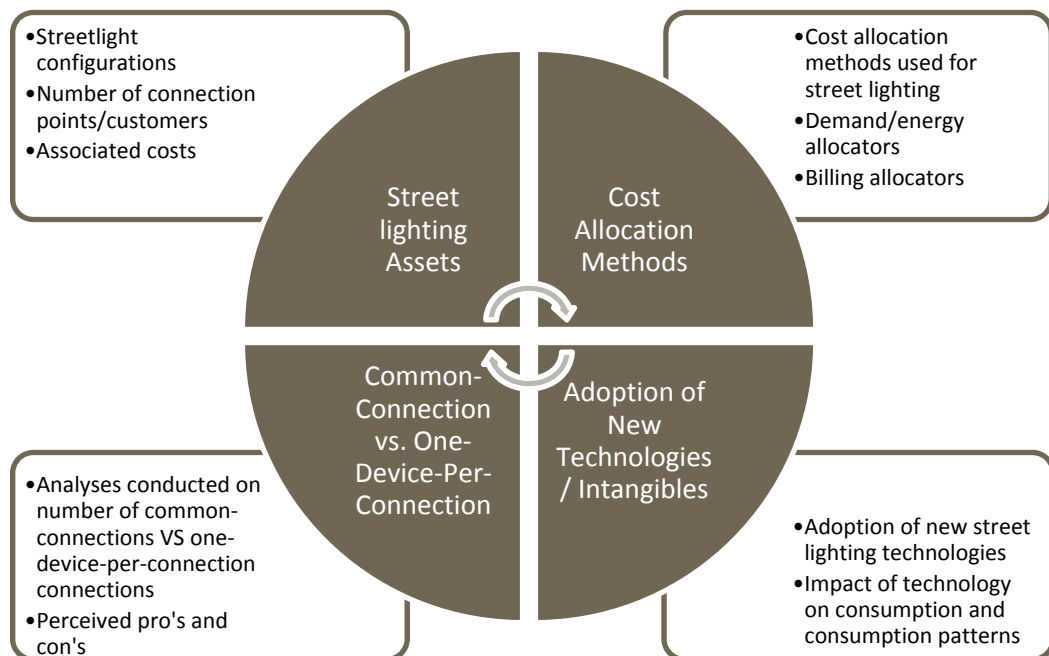 •Streetlight
configurations
•Number of connection
points/customers
•Associated costs
•Cost allocation
methods used for
street lighting
•Demand/energy
allocators
•Billing allocators
Street
lighting
Assets
Cost
Allocation
Methods
Common-
Connection
vs. One-
Device-Per-
Connection
Adoption of
New
Technologies
/ Intangibles
•Analyses conducted on
number of common-
connections VS one-
device-per-connection
connections
•Perceived pro's and
con's
•Adoption of new street
lighting technologies
•Impact of technology
on consumption and
consumption patterns